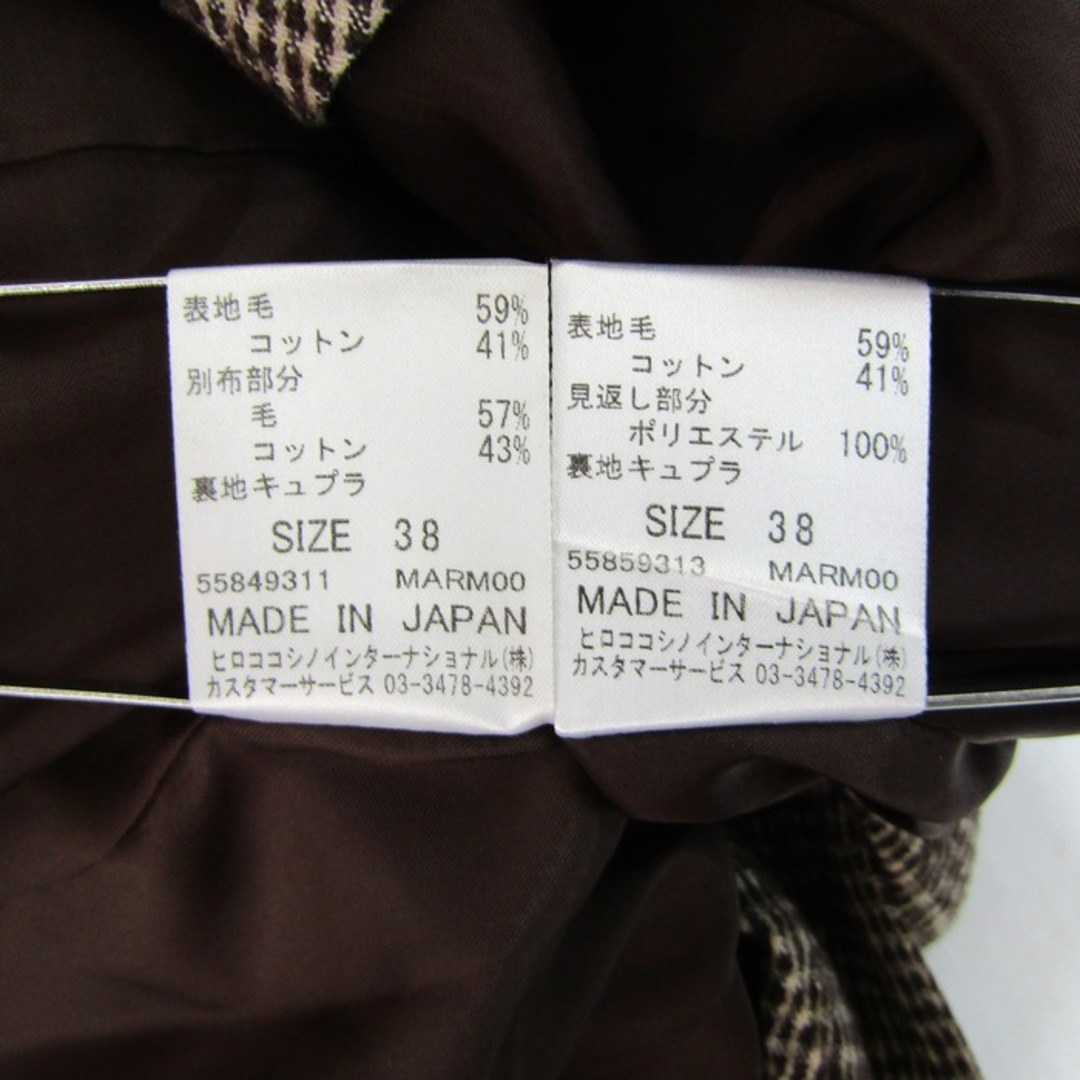 表地毛 59%
コットン 41%
別布部分
毛 57%
コットン 43%
裏地キュプラ
SIZE 38
55849311 MARM00
MADE IN JAPAN
ヒロココシノインターナショナル(株)
カスタマーサービス 03-3478-4392
表地毛 59%
コットン 41%
見返し部分
ポリエステル 100%
裏地キュプラ
SIZE 38
55859313 MARM00
MADE IN JAPAN
ヒロココシノインターナショナル(株)
カスタマーサービス 03-3478-4392